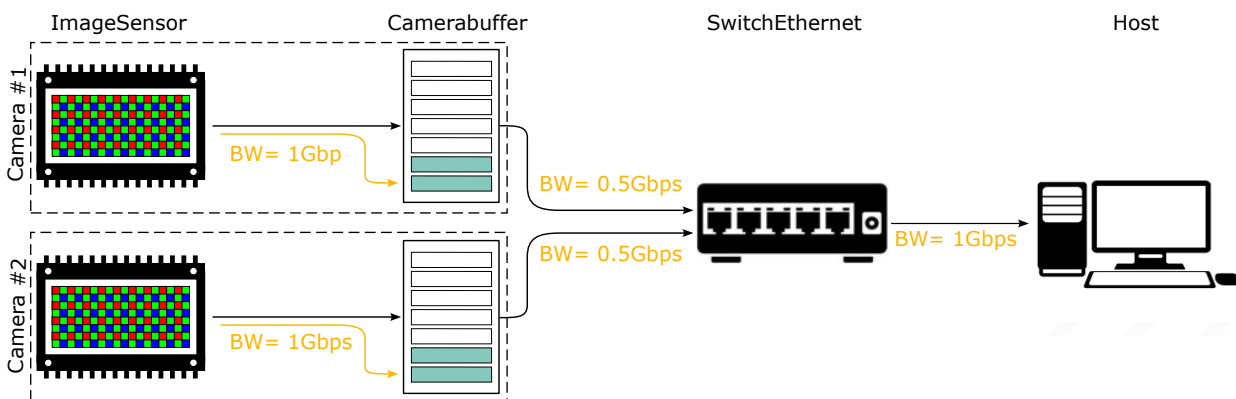 ImageSensor
Camerabuffer
SwitchEthernet
Host
Camera #1
BW= 1Gbp
BW= 0.5Gbps
BW= 0.5Gbps
BW= 1Gbps
Camera #2
BW= 1Gbps